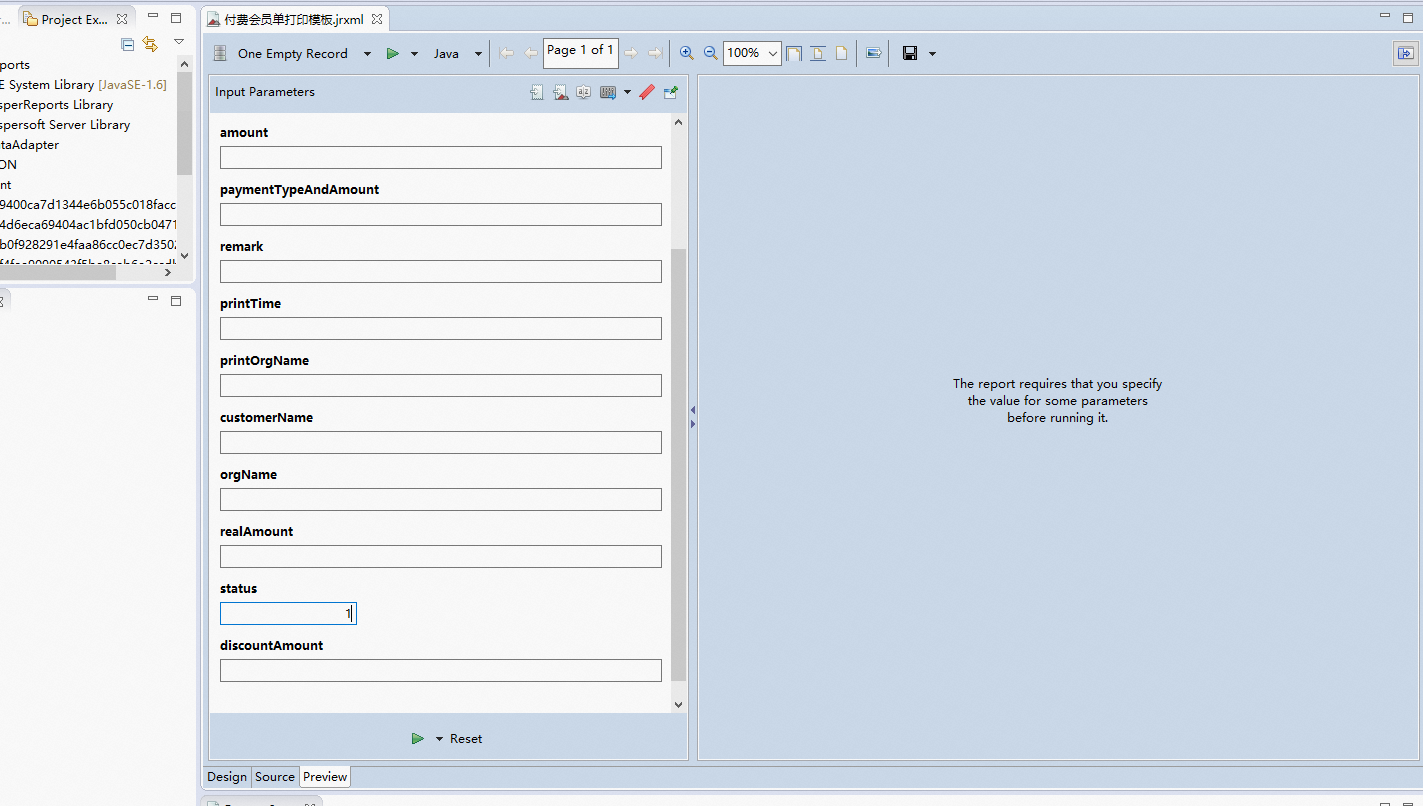 Project Ex...
付费会员单打印模板.jrxml
One Empty Record
Java
Page 1 of 1
100%
ports
E System Library [JavaSE-1.6]
sperReports Library
spersoft Server Library
taAdapter
ON
nt
9400ca7d1344e6b055c018facc
4d6eca69404ac1bfd050cb0471
b0f928291e4faa86cc0ec7d3502
Input Parameters
amount
paymentTypeAndAmount
remark
printTime
printOrgName
customerName
orgName
realAmount
status
1
discountAmount
Reset
The report requires that you specify
the value for some parameters
before running it.
Design
Source
Preview